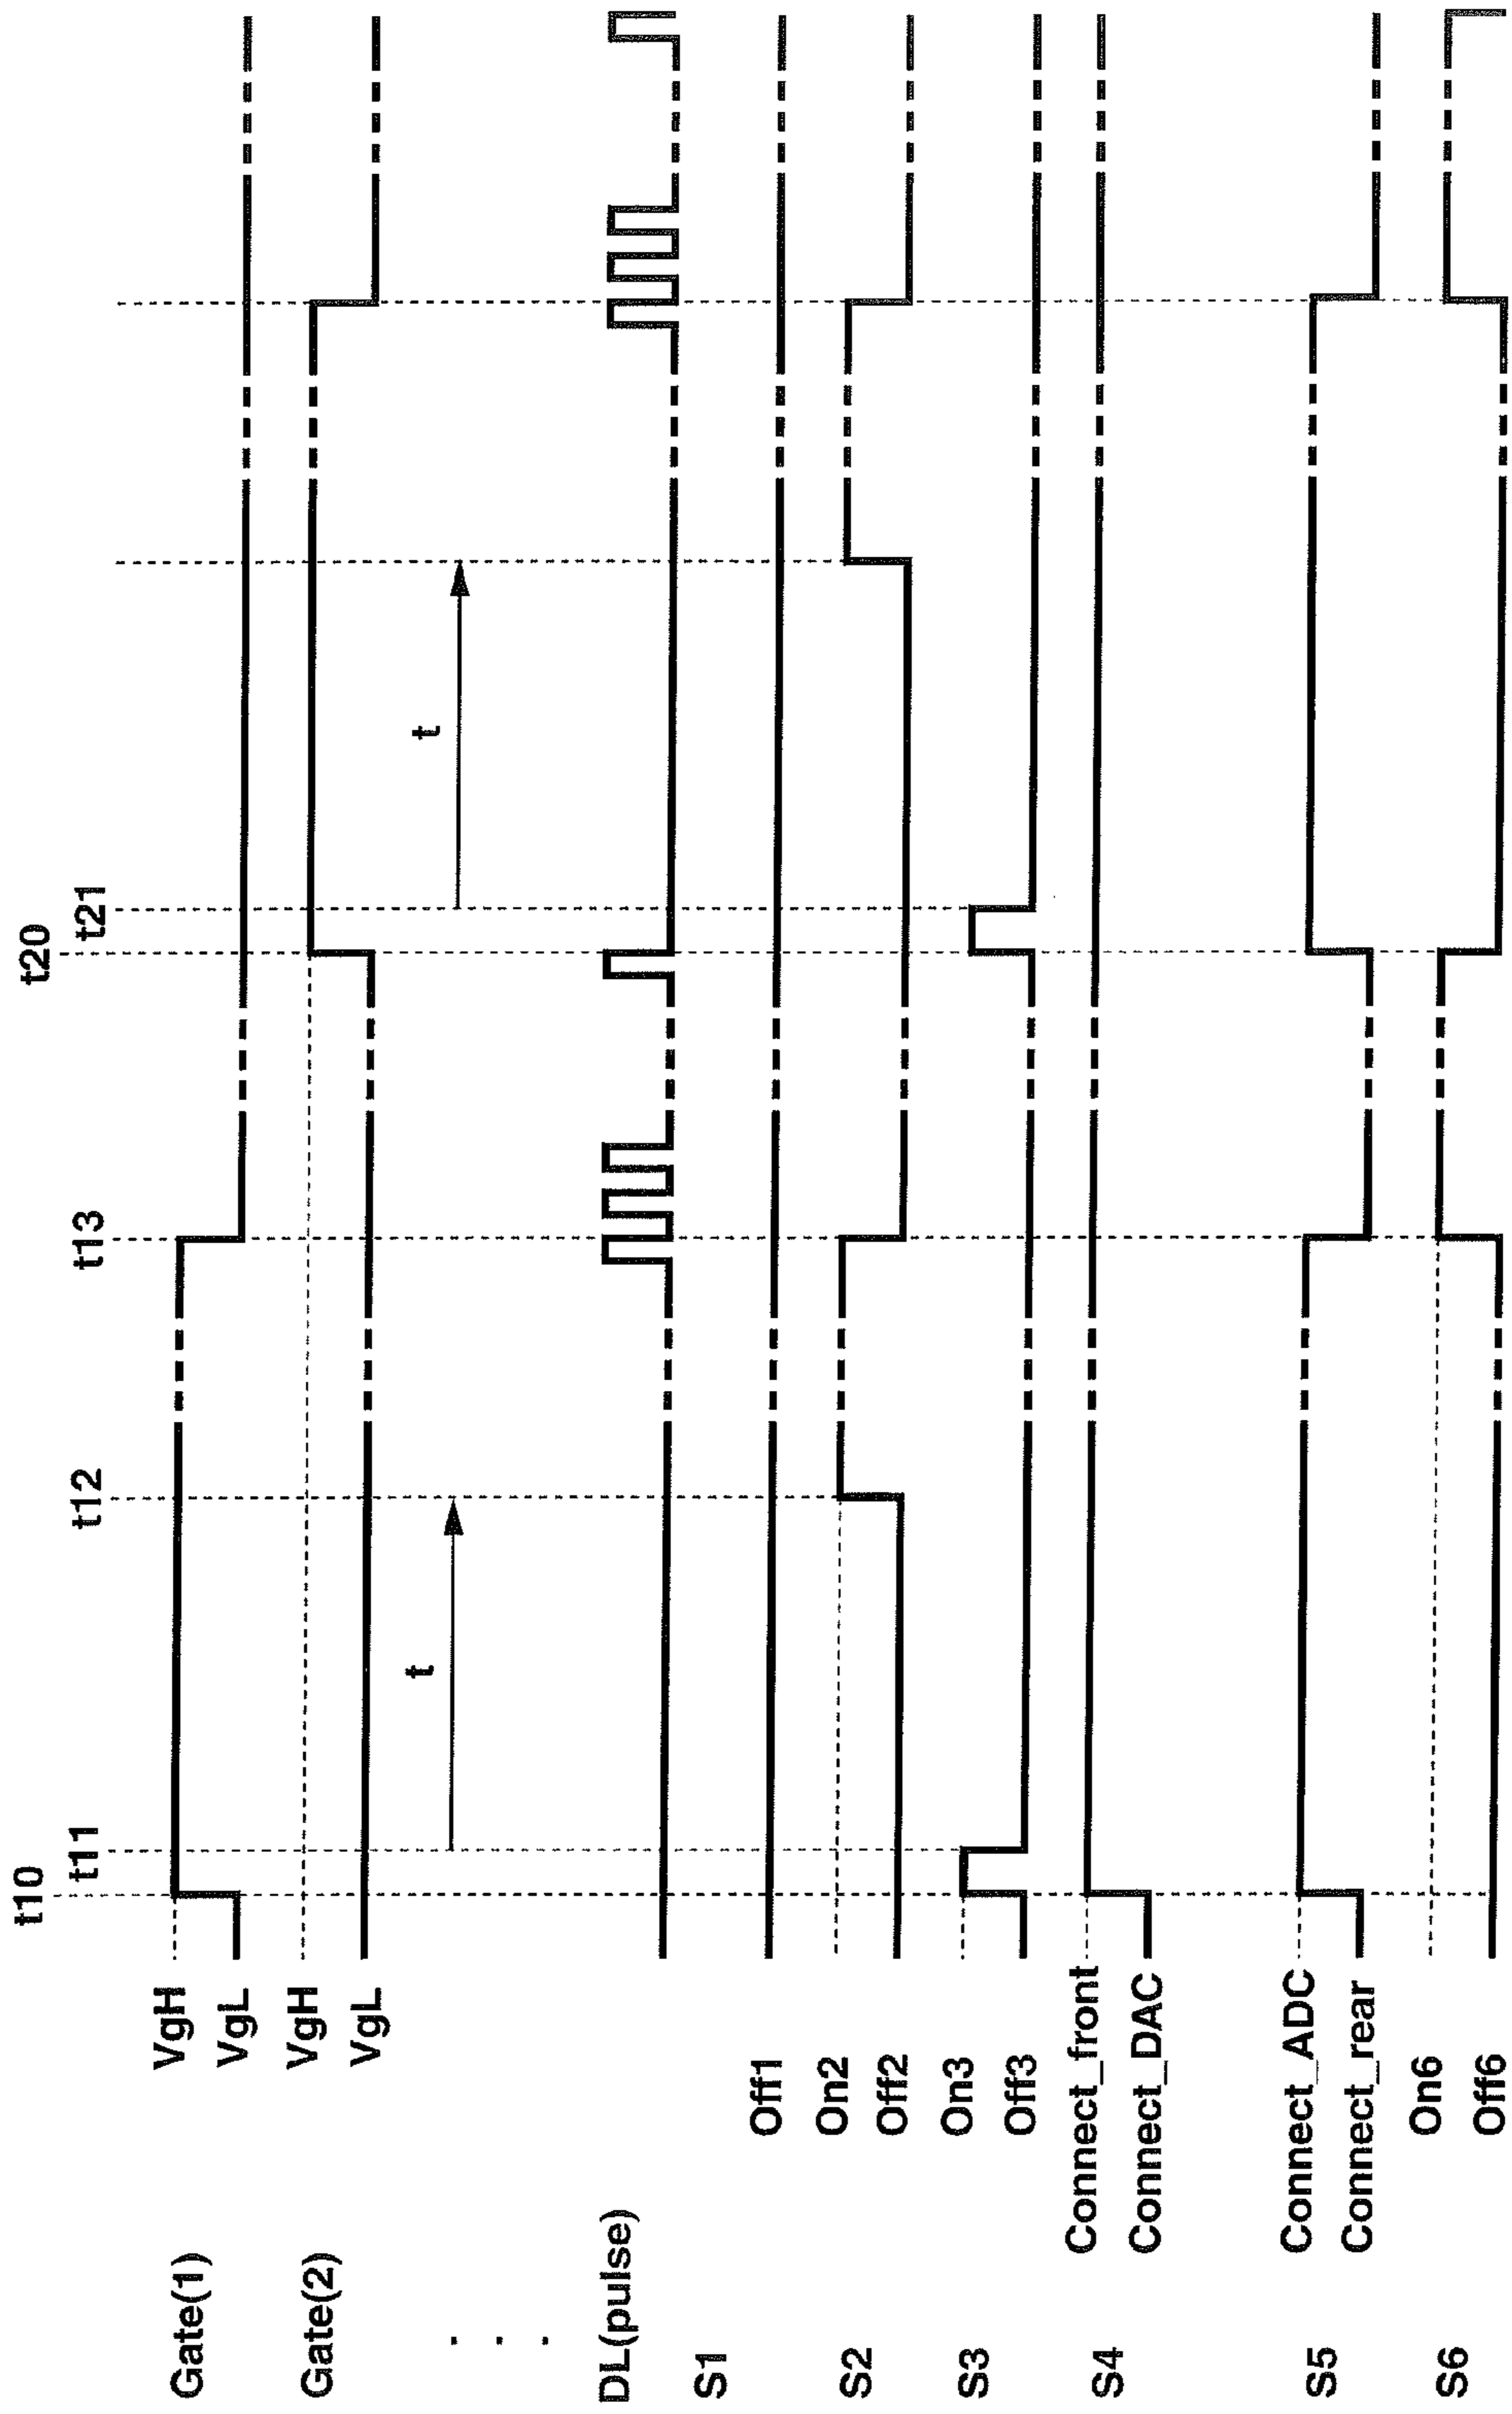 t10 t20
t11 t12 t13 t21
Gate(1) VgH
VgL
Gate(2) VgH
VgL
t t
. . .
DL(pulse)
S1 Off1
S2 On2
Off2
S3 On3
Off3
S4 Connect_front
Connect_DAC
S5 Connect_ADC
Connect_rear
S6 On6
Off6